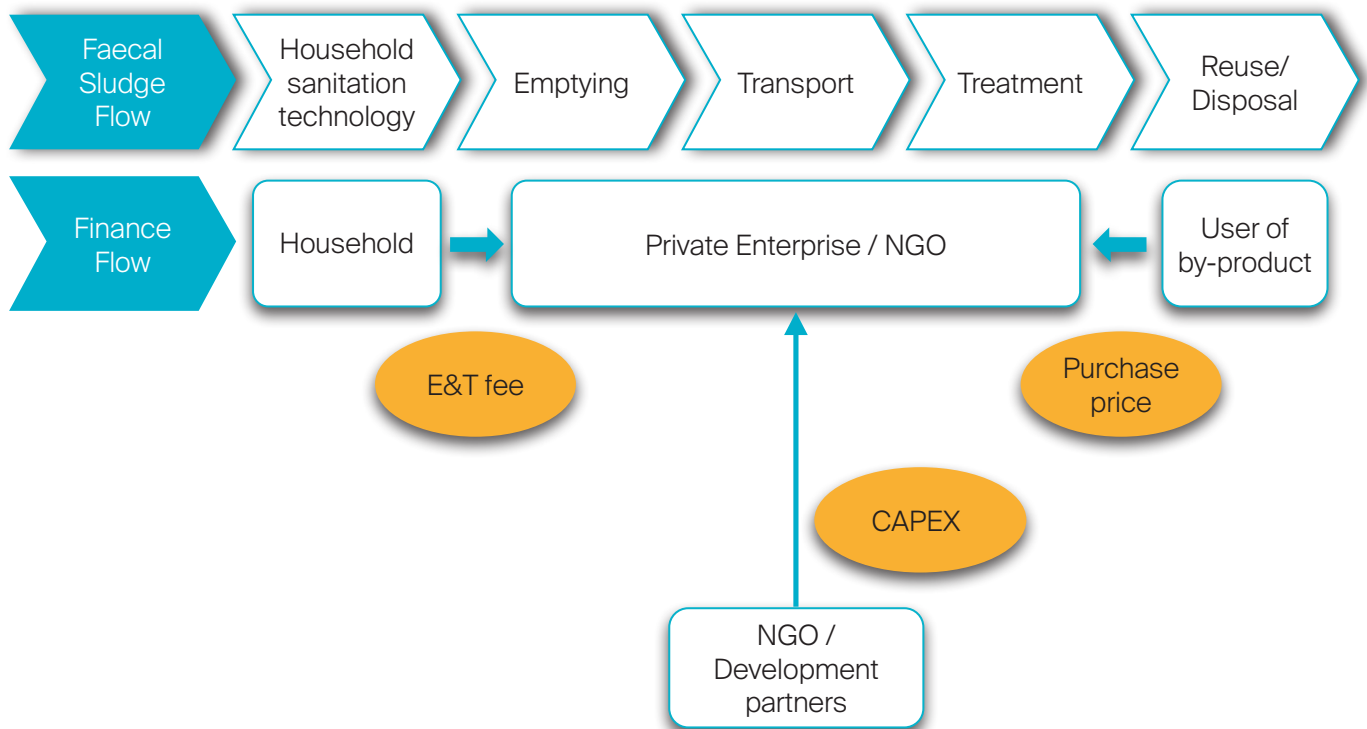 Faecal
Sludge
Flow
Household
sanitation
technology
Emptying
Transport
Treatment
Reuse/
Disposal
Finance
Flow
Household
Private Enterprise / NGO
User of
by-product
E&T fee
Purchase
price
CAPEX
NGO /
Development
partners